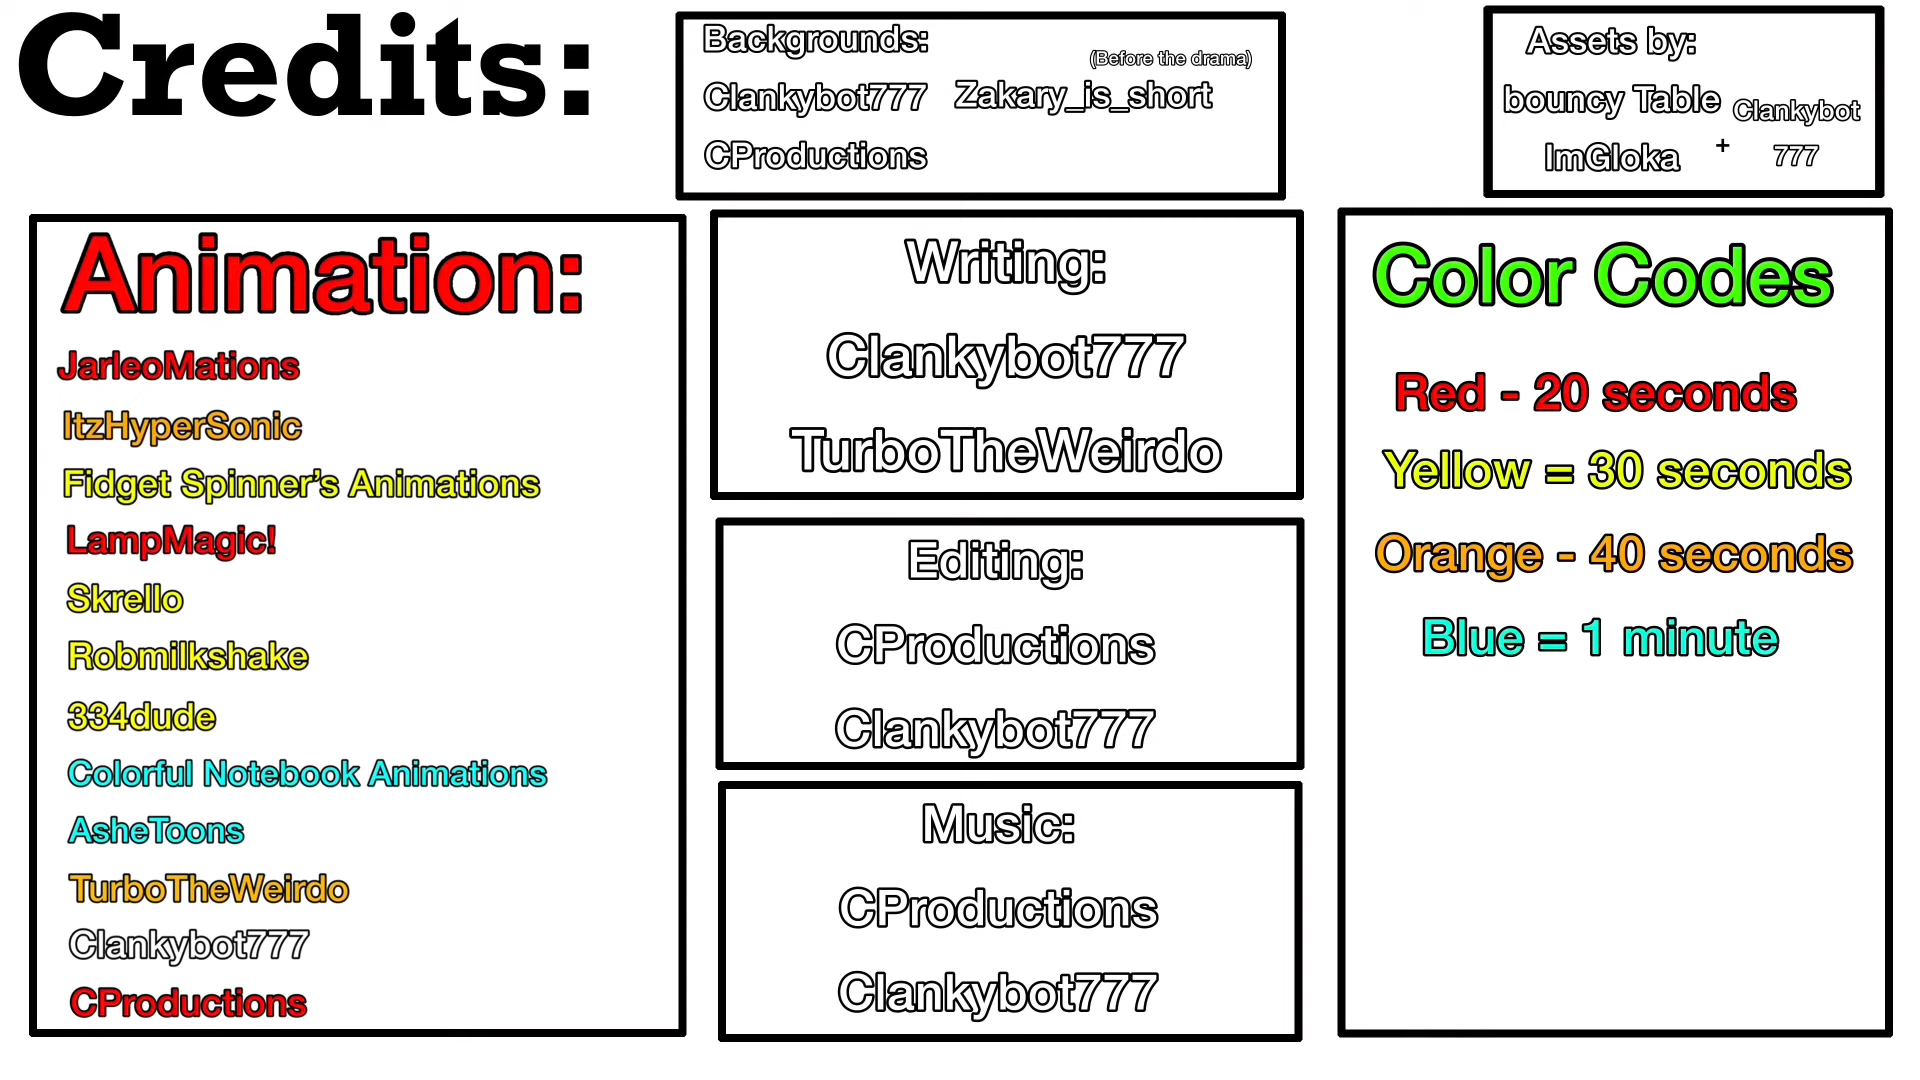 Credits:
Backgrounds:
(Before the drama)
Clankybot777 Zakary_is_short
CProductions
Assets by:
bouncy Table Clankybot
ImGloka + 777
Animation:
JarleoMations
ItzHyperSonic
Fidget Spinner’s Animations
LampMagic!
Skrello
Robmilkshake
334dude
Colorful Notebook Animations
AsheToons
TurboTheWeirdo
Clankybot777
CProductions
Writing:
Clankybot777
TurboTheWeirdo
Editing:
CProductions
Clankybot777
Music:
CProductions
Clankybot777
Color Codes
Red - 20 seconds
Yellow = 30 seconds
Orange - 40 seconds
Blue = 1 minute